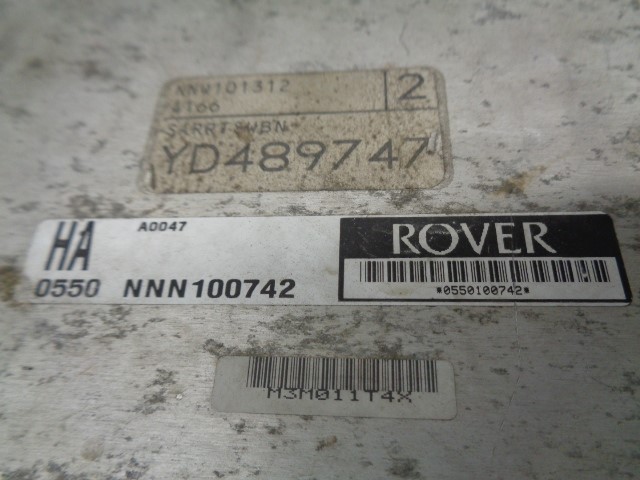 NNW101312
4166 2
YD489747
HA A0047
0550 NNN100742
ROVER
*0550100742*
M3M011T4X